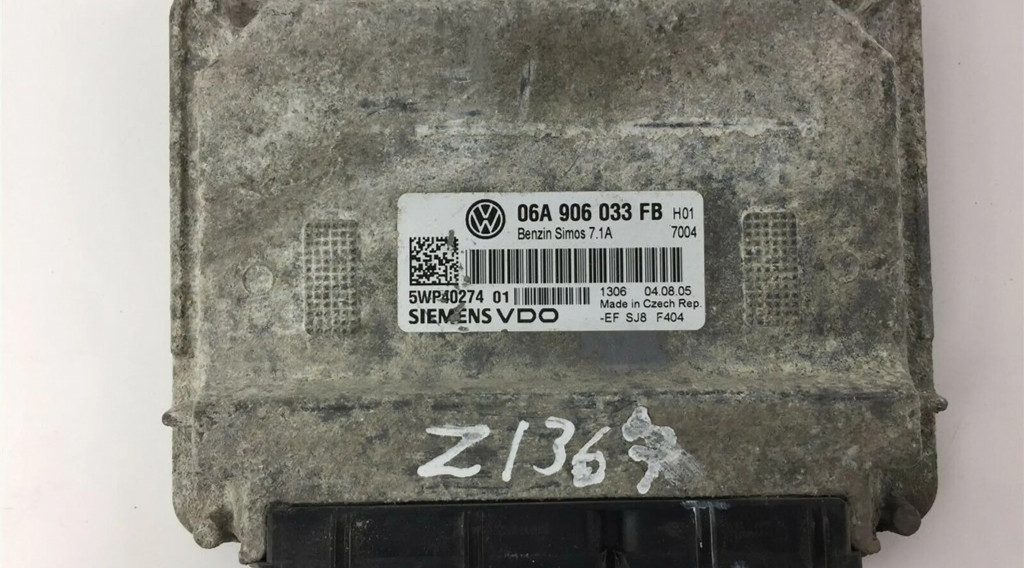 06A 906 033 FB H01
Benzin Simos 7.1A 7004
5WP40274 01 1306 04.08.05
Made in Czech Rep.
SIEMENS VDO -EF SJ8 F404
Z136